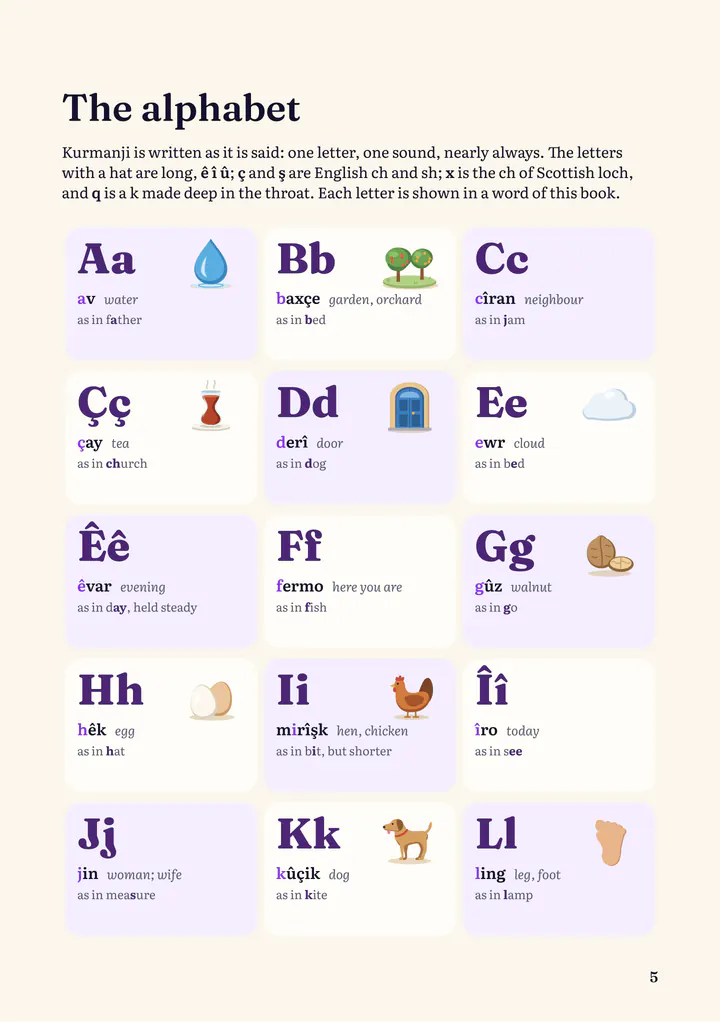 The alphabet
Kurmanji is written as it is said: one letter, one sound, nearly always. The letters
with a hat are long, ê î û; ç and ş are English ch and sh; x is the ch of Scottish loch,
and q is a k made deep in the throat. Each letter is shown in a word of this book.
Aa
av water
as in father
Bb
baxçe garden, orchard
as in bed
Cc
cîran neighbour
as in jam
Çç
çay tea
as in church
Dd
derî door
as in dog
Ee
ewr cloud
as in bed
Êê
êvar evening
as in day, held steady
Ff
fermo here you are
as in fish
Gg
gûz walnut
as in go
Hh
hêk egg
as in hat
Ii
mirîşk hen, chicken
as in bit, but shorter
Îî
îro today
as in see
Jj
jin woman; wife
as in measure
Kk
kûçik dog
as in kite
Ll
ling leg, foot
as in lamp
5